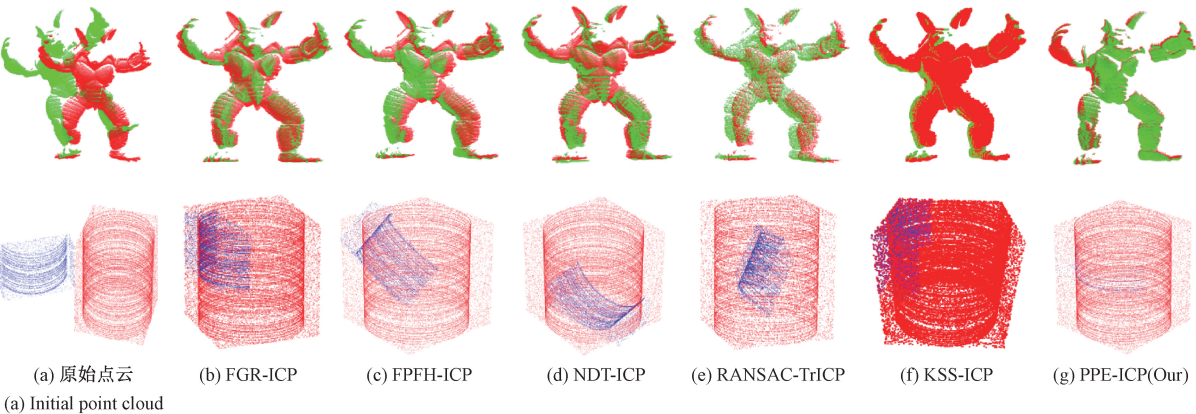 (a) 原始点云 (b) FGR-ICP (c) FPFH-ICP (d) NDT-ICP (e) RANSAC-TrICP (f) KSS-ICP (g) PPE-ICP(Our)
(a) Initial point cloud